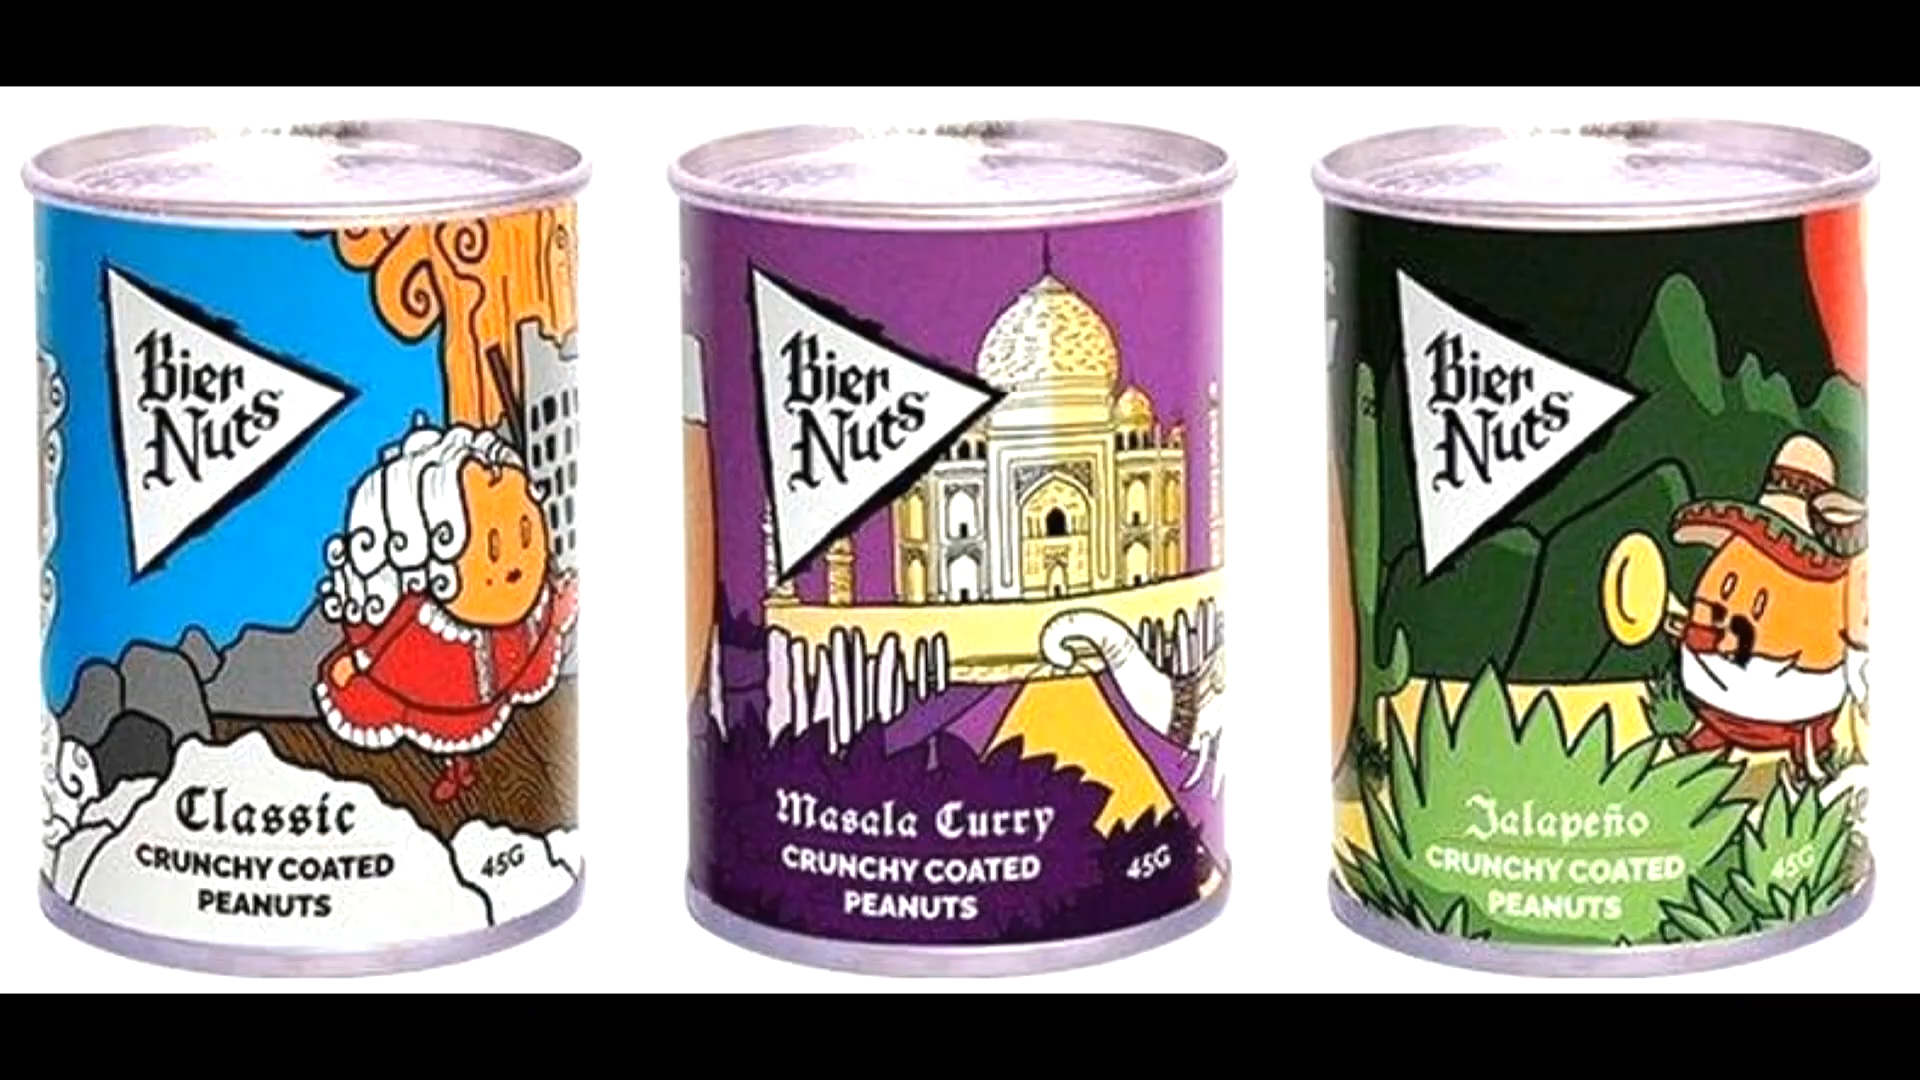 Bier
Nuts
Classic
CRUNCHY COATED
PEANUTS
45G
Bier
Nuts
Masala Curry
CRUNCHY COATED
PEANUTS
45G
Bier
Nuts
Jalapeño
CRUNCHY COATED
PEANUTS
45G